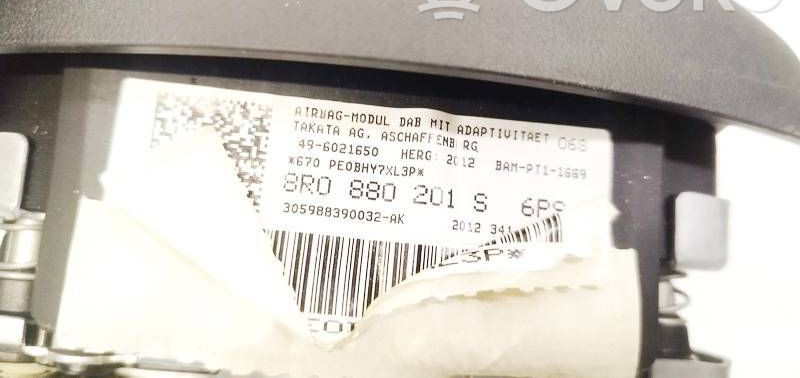 AIRBAG-MODUL DAB MIT ADAPTIVITAET 06S
TAKATA AG, ASCHAFFENBURG
49-6021650 HERG: 2012 BAM-PT1-1669
*670 PE0BHY7XL3P*
8R0 880 201 S 6PS
305988390032-AK 2012 341
L3P*